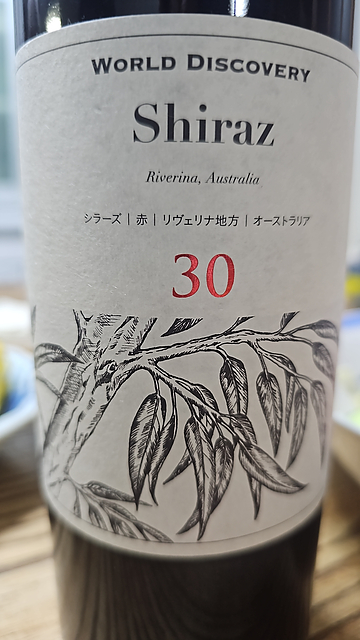 WORLD DISCOVERY
Shiraz
Riverina, Australia
シラーズ | 赤 | リヴェリナ地方 | オーストラリア
30